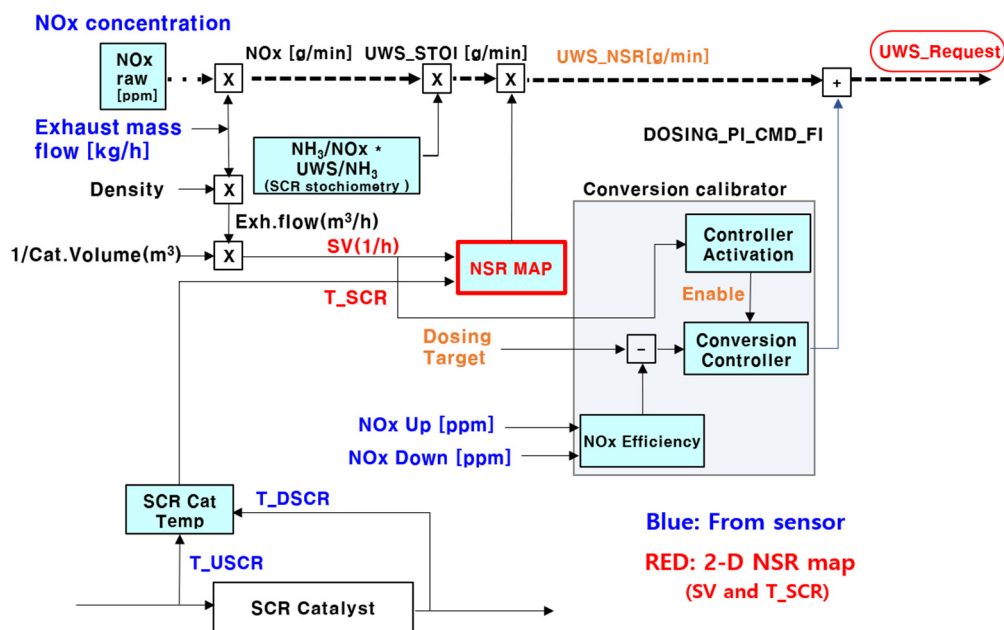 NOx concentration
NOx
raw
[ppm]
X
NOx [g/min]
UWS_STOI [g/min]
X
X
UWS_NSR[g/min]
+
UWS_Request
Exhaust mass
flow [kg/h]
NH₃/NOx *
UWS/NH₃
(SCR stochiometry )
DOSING_PI_CMD_FI
Density
X
Conversion calibrator
Exh.flow(m³/h)
1/Cat.Volume(m³)
X
SV(1/h)
NSR MAP
Controller
Activation
T_SCR
Enable
Dosing
Target
−
Conversion
Controller
NOx Up [ppm]
NOx Down [ppm]
NOx Efficiency
SCR Cat
Temp
T_DSCR
Blue: From sensor
T_USCR
RED: 2-D NSR map
(SV and T_SCR)
SCR Catalyst